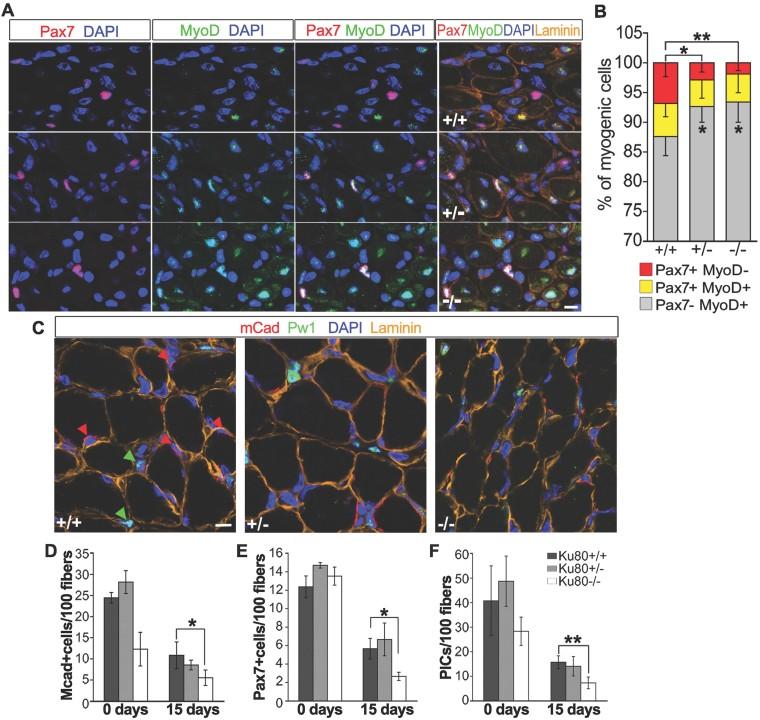 A
Pax7 DAPI
MyoD DAPI
Pax7 MyoD DAPI
Pax7MyoDDAPILaminin
+/+
+/-
-/-
B
% of myogenic cells
105
100
95
90
85
80
75
70
**
*
* *
+/+ +/- -/-
Pax7+ MyoD-
Pax7+ MyoD+
Pax7- MyoD+
C
mCad Pw1 DAPI Laminin
+/+
+/-
-/-
D
Mcad+cells/100 fibers
35
30
25
20
15
10
5
0
*
0 days 15 days
E
Pax7+cells/100 fibers
16
14
12
10
8
6
4
2
0
*
0 days 15 days
F
PICs/100 fibers
60
50
40
30
20
10
0
**
Ku80+/+
Ku80+/-
Ku80-/-
0 days 15 days